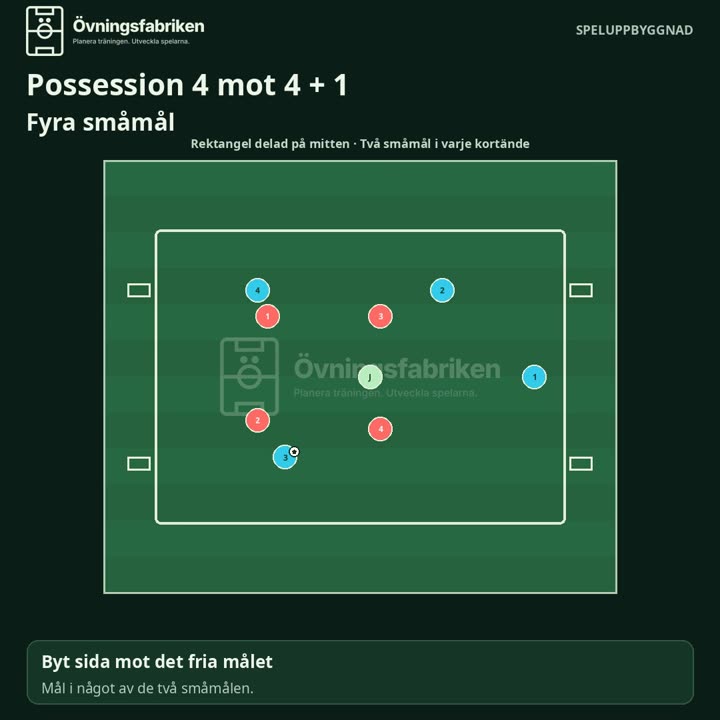 Övningsfabriken
Planera träningen. Utveckla spelarna.
SPELUPPBYGGNAD
Possession 4 mot 4 + 1
Fyra småmål
Rektangel delad på mitten · Två småmål i varje kortände
4
2
1
3
Övningsfabriken
J
1
Planera träningen. Utveckla spelarna.
2
4
3
Byt sida mot det fria målet
Mål i något av de två småmålen.